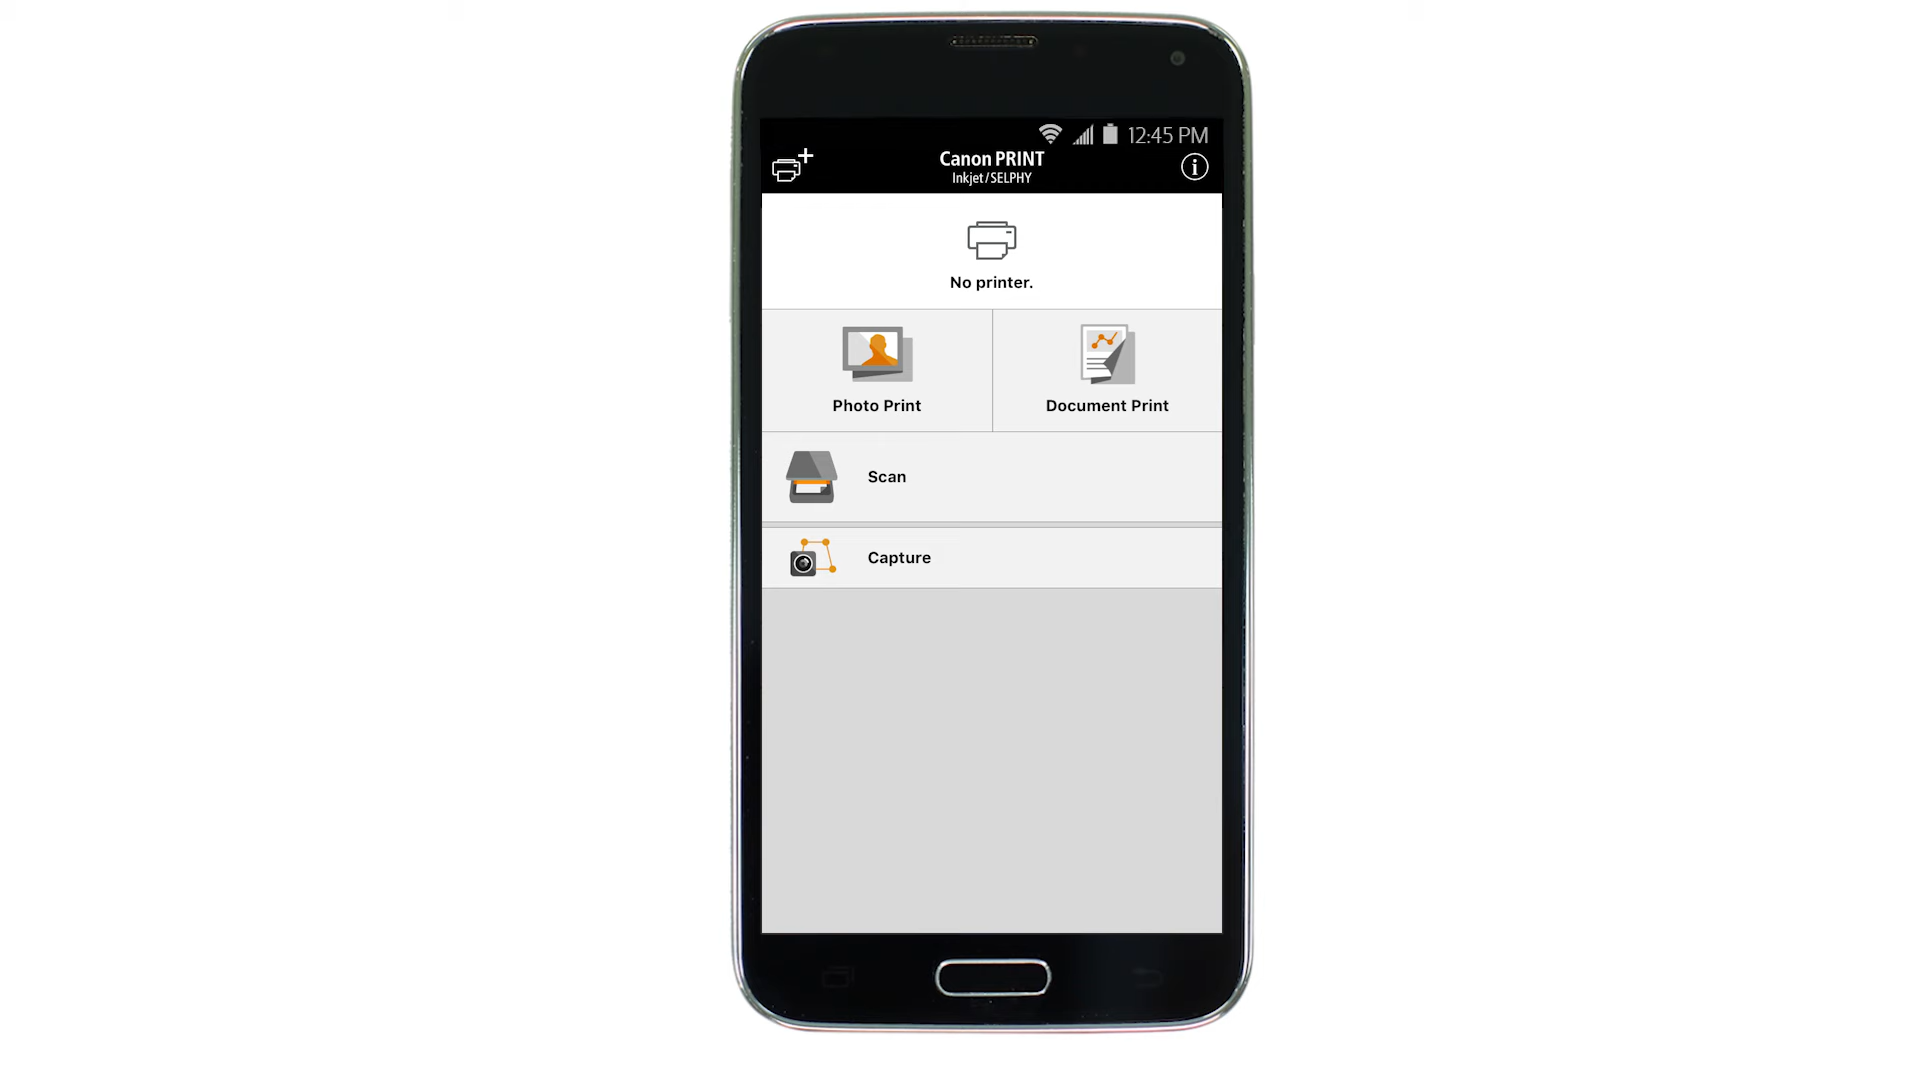 12:45 PM
Canon PRINT
Inkjet/SELPHY
No printer.
Photo Print
Document Print
Scan
Capture